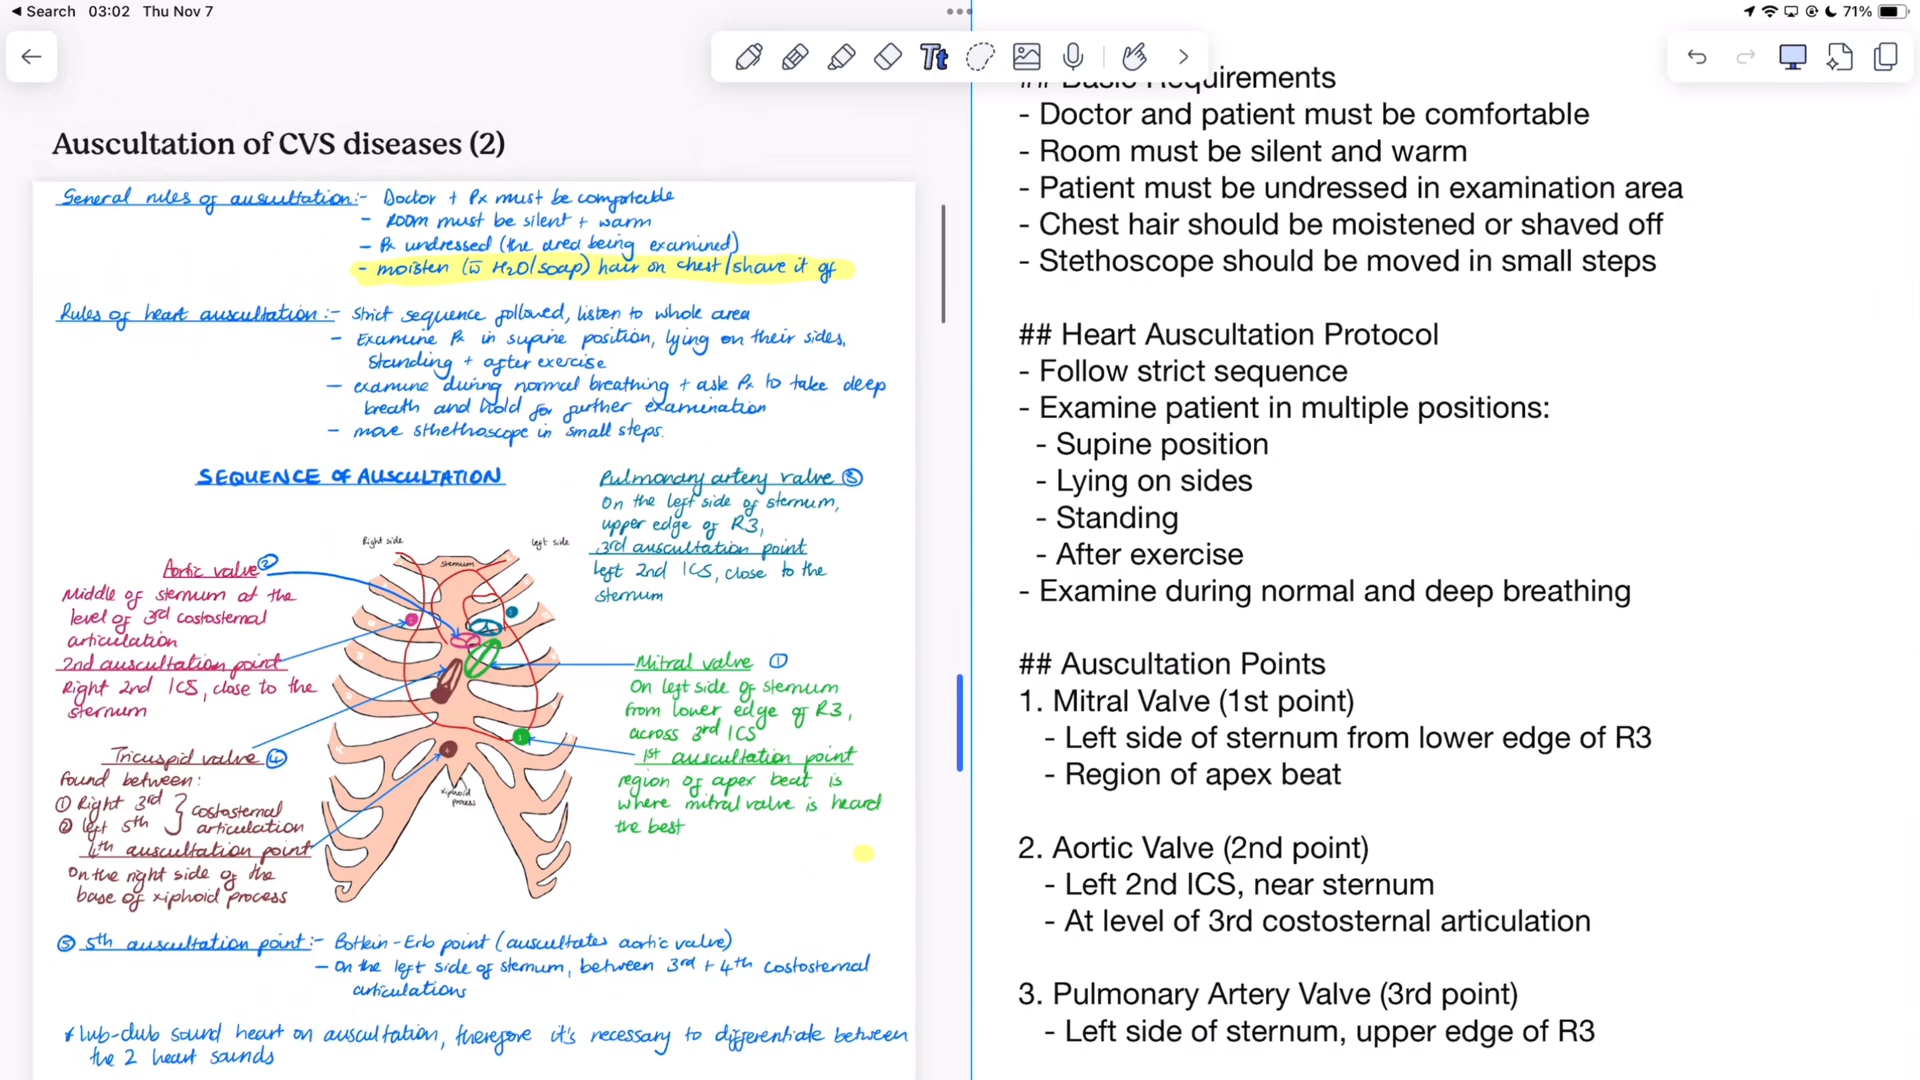 Search 03:02 Thu Nov 7
71%
Tt
Auscultation of CVS diseases (2)
General rules of auscultation:- Doctor + Px must be comfortable
- Room must be silent + warm
- Px undressed (the area being examined)
- moisten (w̄ H2O/soap) hair on chest/shave it off
Rules of heart auscultation:- Strict sequence followed, listen to whole area
- Examine Px in supine position, lying on their sides,
Standing + after exercise
- examine during normal breathing + ask Px to take deep
breath and hold for further examination
- move sthethoscope in small steps.
SEQUENCE OF AUSCULTATION
Pulmonary artery valve ③
On the left side of sternum,
upper edge of R3,
3rd auscultation point
left 2nd ICS, close to the
sternum
Right side
left side
Sternum
Aortic valve ②
Middle of sternum at the
level of 3rd costosternal
articulation
2nd auscultation point
Right 2nd ICS, close to the
sternum
Mitral valve ①
On left side of sternum
from lower edge of R3,
across 3rd ICS
1st auscultation point
region of apex beat is
where mitral valve is heard
the best
Tricuspid valve ④
Found between:
① Right 3rd } costosternal
② left 5th } articulation
4th auscultation point
On the right side of the
base of xiphoid process
xiphoid
process
⑤ 5th auscultation point:- Botkin-Erb point (auscultates aortic valve)
- On the left side of sternum, between 3rd + 4th costosternal
articulations
* lub-dub sound heart on auscultation, therefore it's necessary to differentiate between
the 2 heart sounds
## Basic Requirements
- Doctor and patient must be comfortable
- Room must be silent and warm
- Patient must be undressed in examination area
- Chest hair should be moistened or shaved off
- Stethoscope should be moved in small steps
## Heart Auscultation Protocol
- Follow strict sequence
- Examine patient in multiple positions:
- Supine position
- Lying on sides
- Standing
- After exercise
- Examine during normal and deep breathing
## Auscultation Points
1. Mitral Valve (1st point)
- Left side of sternum from lower edge of R3
- Region of apex beat
2. Aortic Valve (2nd point)
- Left 2nd ICS, near sternum
- At level of 3rd costosternal articulation
3. Pulmonary Artery Valve (3rd point)
- Left side of sternum, upper edge of R3